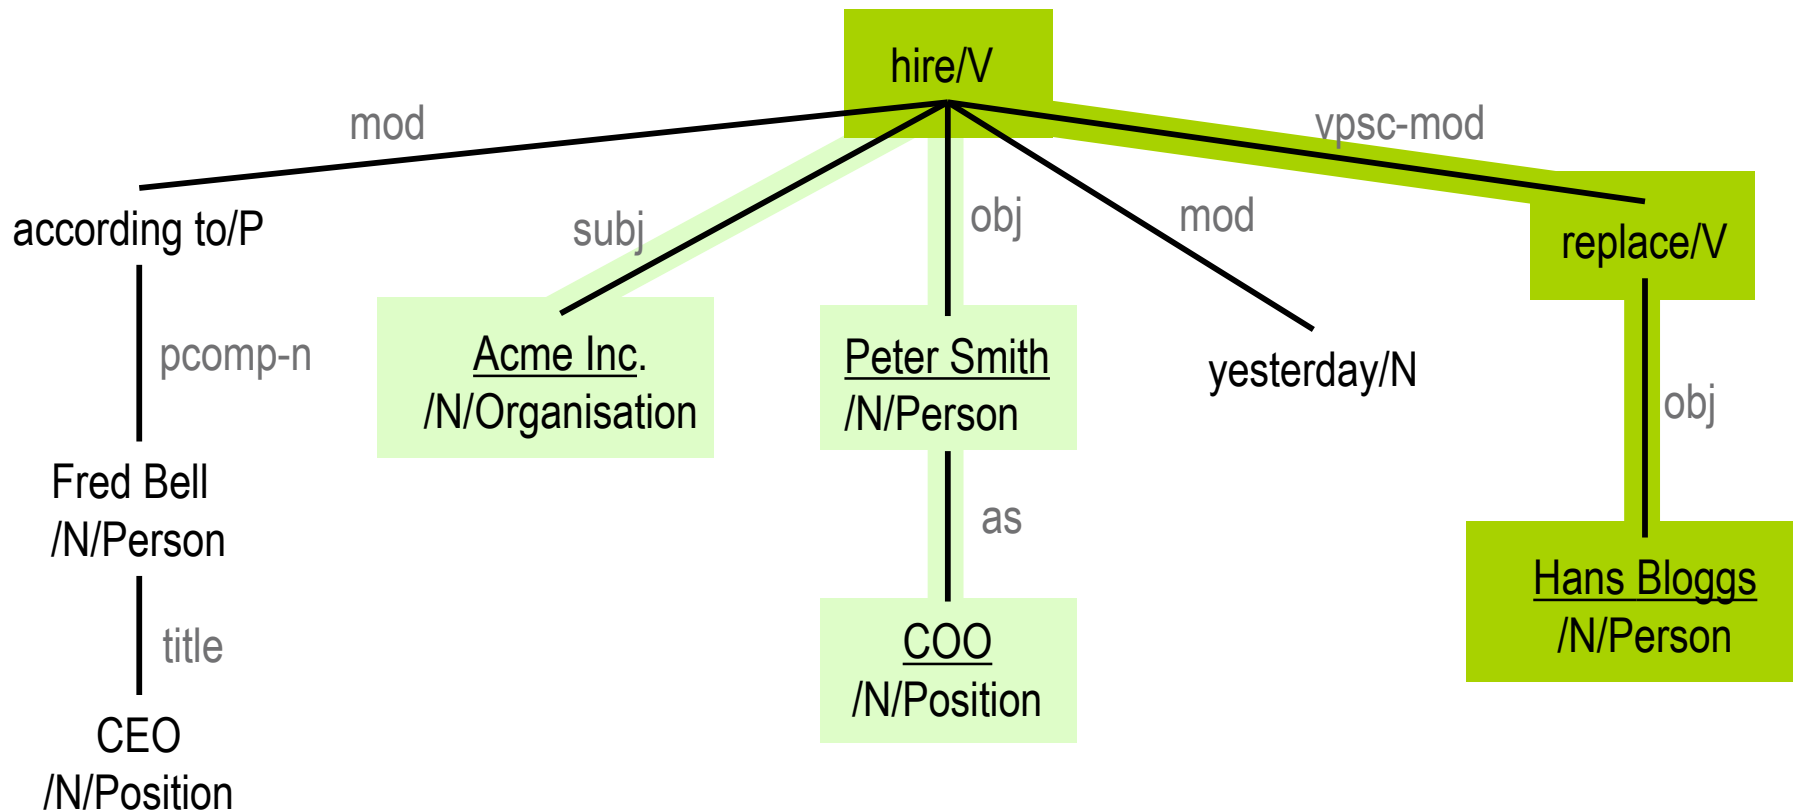 hire/V
mod
vpsc-mod
according to/P
subj
obj
mod
replace/V
pcomp-n
Acme Inc.
/N/Organisation
Peter Smith
/N/Person
yesterday/N
obj
Fred Bell
/N/Person
as
Hans Bloggs
/N/Person
title
COO
/N/Position
CEO
/N/Position